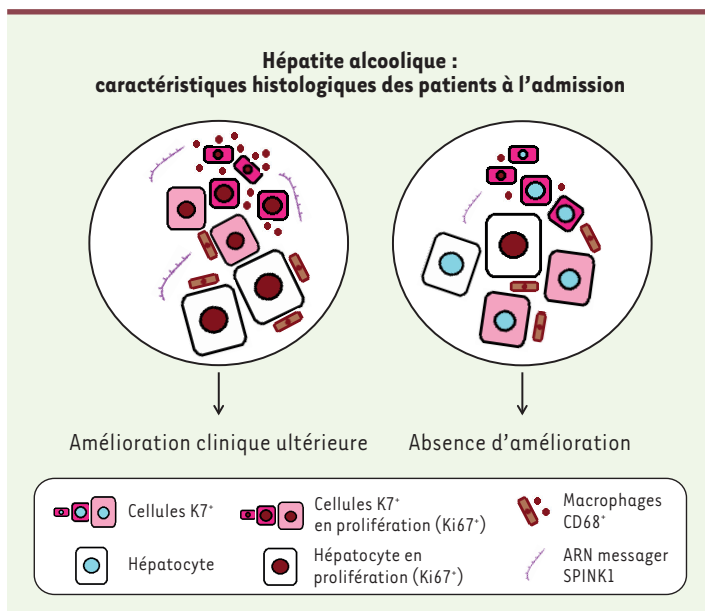 Hépatite alcoolique :
caractéristiques histologiques des patients à l’admission
Amélioration clinique ultérieure
Absence d’amélioration
Cellules K7⁺
Cellules K7⁺
en prolifération (Ki67⁺)
Macrophages
CD68⁺
Hépatocyte
Hépatocyte en
prolifération (Ki67⁺)
ARN messager
SPINK1